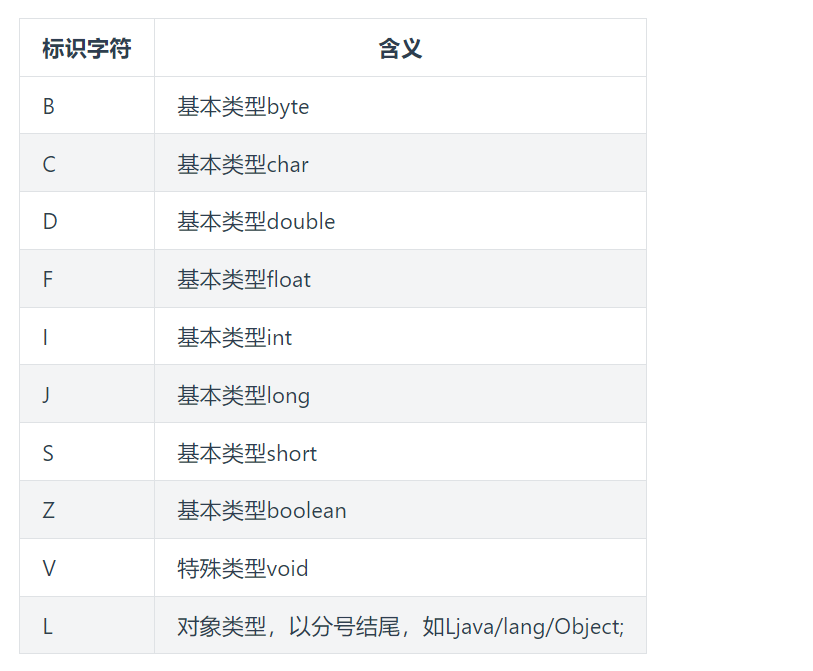 标识字符 含义
B 基本类型byte
C 基本类型char
D 基本类型double
F 基本类型float
I 基本类型int
J 基本类型long
S 基本类型short
Z 基本类型boolean
V 特殊类型void
L 对象类型，以分号结尾，如Ljava/lang/Object;